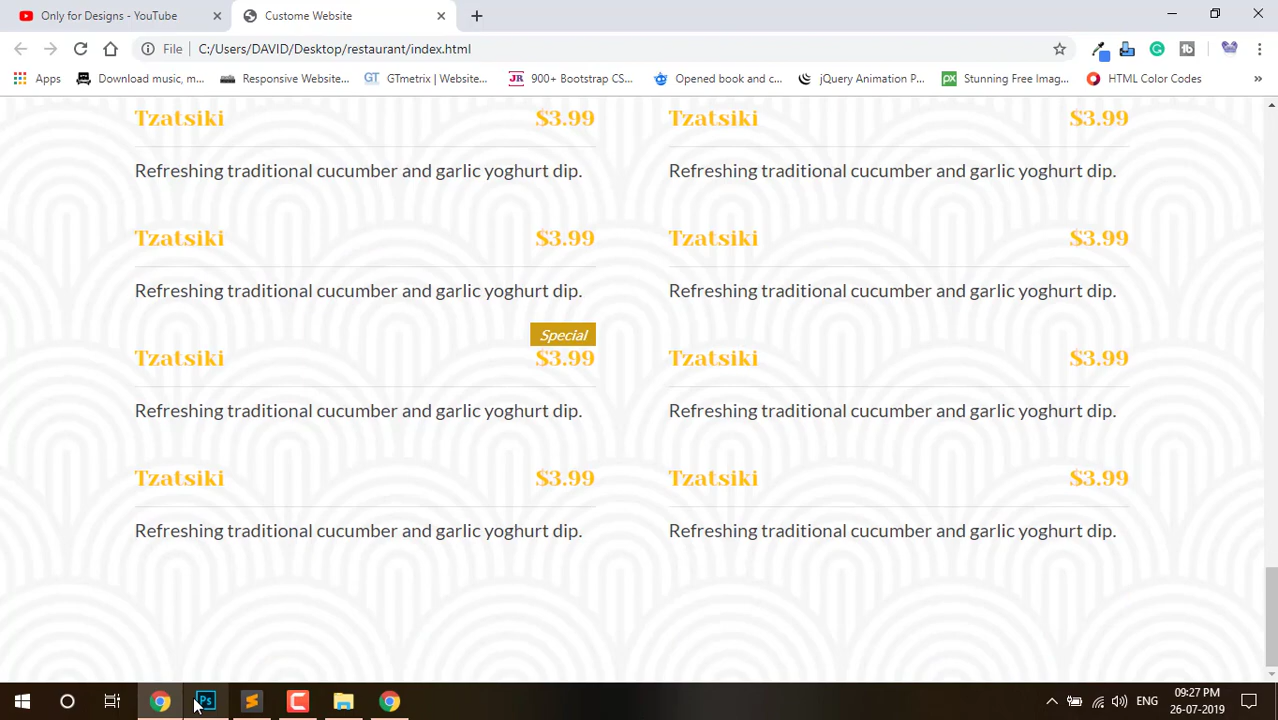 Only for Designs - YouTube
Custome Website
File
C:/Users/DAVID/Desktop/restaurant/index.html
Apps
Download music, m...
Responsive Website...
GT
GTmetrix | Website...
JR
900+ Bootstrap CS...
Opened book and c...
jQuery Animation P...
px
Stunning Free Imag...
HTML Color Codes
»
Tzatsiki $3.99 Tzatsiki $3.99
Refreshing traditional cucumber and garlic yoghurt dip. Refreshing traditional cucumber and garlic yoghurt dip.
Tzatsiki $3.99 Tzatsiki $3.99
Refreshing traditional cucumber and garlic yoghurt dip. Refreshing traditional cucumber and garlic yoghurt dip.
Special
Tzatsiki $3.99 Tzatsiki $3.99
Refreshing traditional cucumber and garlic yoghurt dip. Refreshing traditional cucumber and garlic yoghurt dip.
Tzatsiki $3.99 Tzatsiki $3.99
Refreshing traditional cucumber and garlic yoghurt dip. Refreshing traditional cucumber and garlic yoghurt dip.
Ps
ENG
09:27 PM
26-07-2019